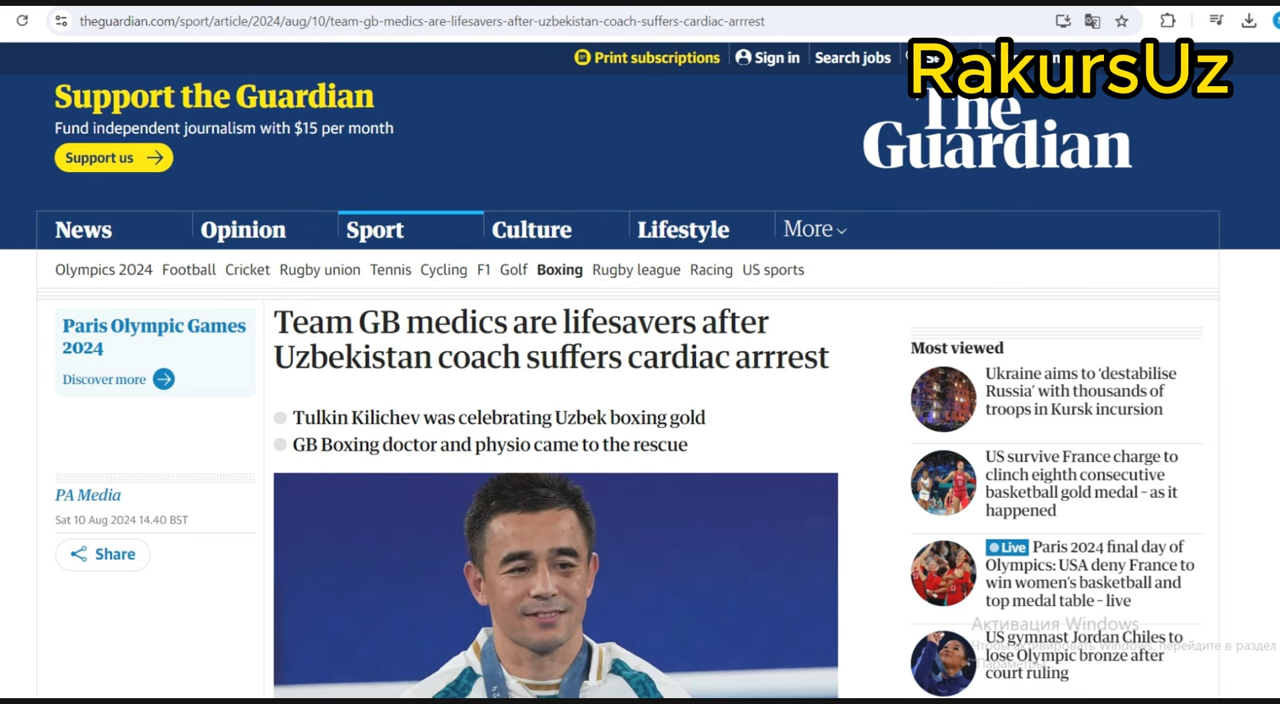 theguardian.com/sport/article/2024/aug/10/team-gb-medics-are-lifesavers-after-uzbekistan-coach-suffers-cardiac-arrrest
Print subscriptions
Sign in
Search jobs
RakursUz
Support the Guardian
Fund independent journalism with $15 per month
Support us
The
Guardian
News
Opinion
Sport
Culture
Lifestyle
More
Olympics 2024 Football Cricket Rugby union Tennis Cycling F1 Golf Boxing Rugby league Racing US sports
Paris Olympic Games
2024
Discover more
Team GB medics are lifesavers after
Uzbekistan coach suffers cardiac arrrest
Tulkin Kilichev was celebrating Uzbek boxing gold
GB Boxing doctor and physio came to the rescue
PA Media
Sat 10 Aug 2024 14.40 BST
Share
Most viewed
Ukraine aims to ‘destabilise
Russia’ with thousands of
troops in Kursk incursion
US survive France charge to
clinch eighth consecutive
basketball gold medal – as it
happened
Live Paris 2024 final day of
Olympics: USA deny France to
win women’s basketball and
top medal table – live
US gymnast Jordan Chiles to
lose Olympic bronze after
court ruling
Активация Windows
Чтобы активировать Windows, перейдите в раздел
"Параметры".